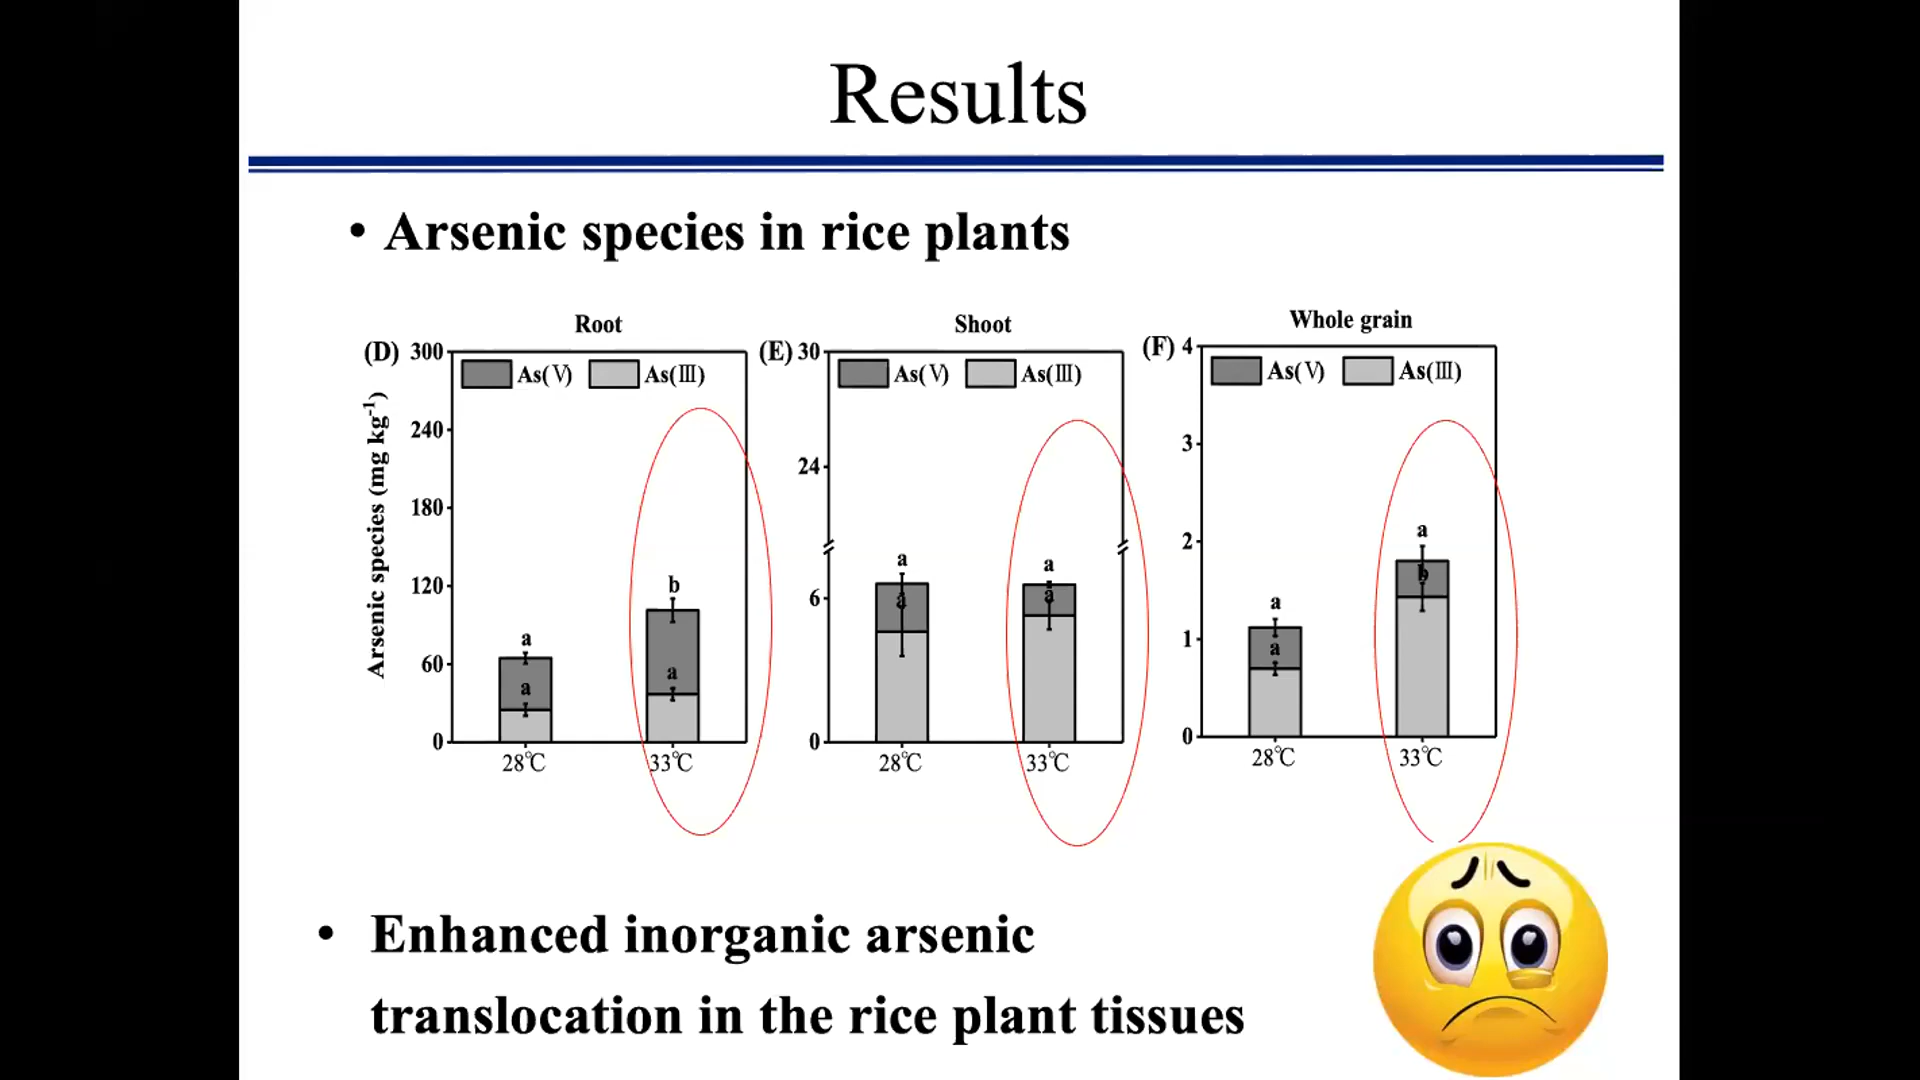 Results
• Arsenic species in rice plants
Root
Shoot
Whole grain
(D)
300
240
180
120
60
0
Arsenic species (mg kg⁻¹)
As(Ⅴ)
As(Ⅲ)
a
a
b
a
28℃
33℃
(E)
30
24
6
0
As(Ⅴ)
As(Ⅲ)
a
a
a
a
28℃
33℃
(F)
4
3
2
1
0
As(Ⅴ)
As(Ⅲ)
a
a
a
b
28℃
33℃
• Enhanced inorganic arsenic
translocation in the rice plant tissues